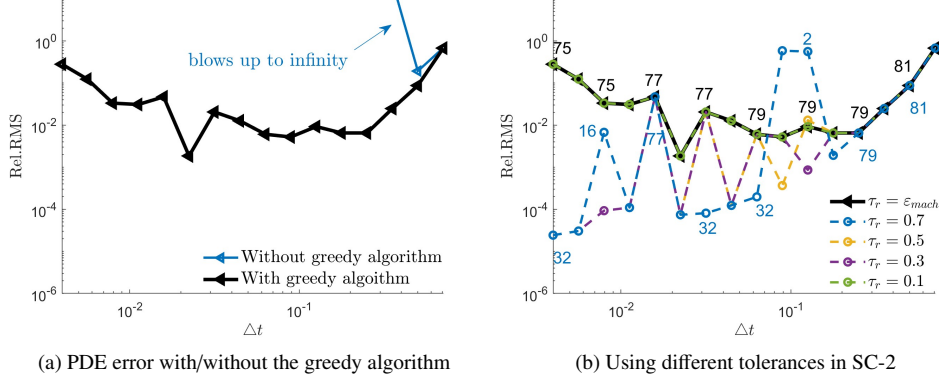 10^0
10^-2
10^-4
10^-6
Rel.RMS
blows up to infinity
Without greedy algorithm
With greedy algoithm
10^-2
10^-1
△t
(a) PDE error with/without the greedy algorithm
10^0
10^-2
10^-4
10^-6
Rel.RMS
75
75
77
77
79
79
79
81
2
16
77
32
32
32
79
81
τ_r = ε_mach
τ_r = 0.7
τ_r = 0.5
τ_r = 0.3
τ_r = 0.1
10^-2
10^-1
△t
(b) Using different tolerances in SC-2